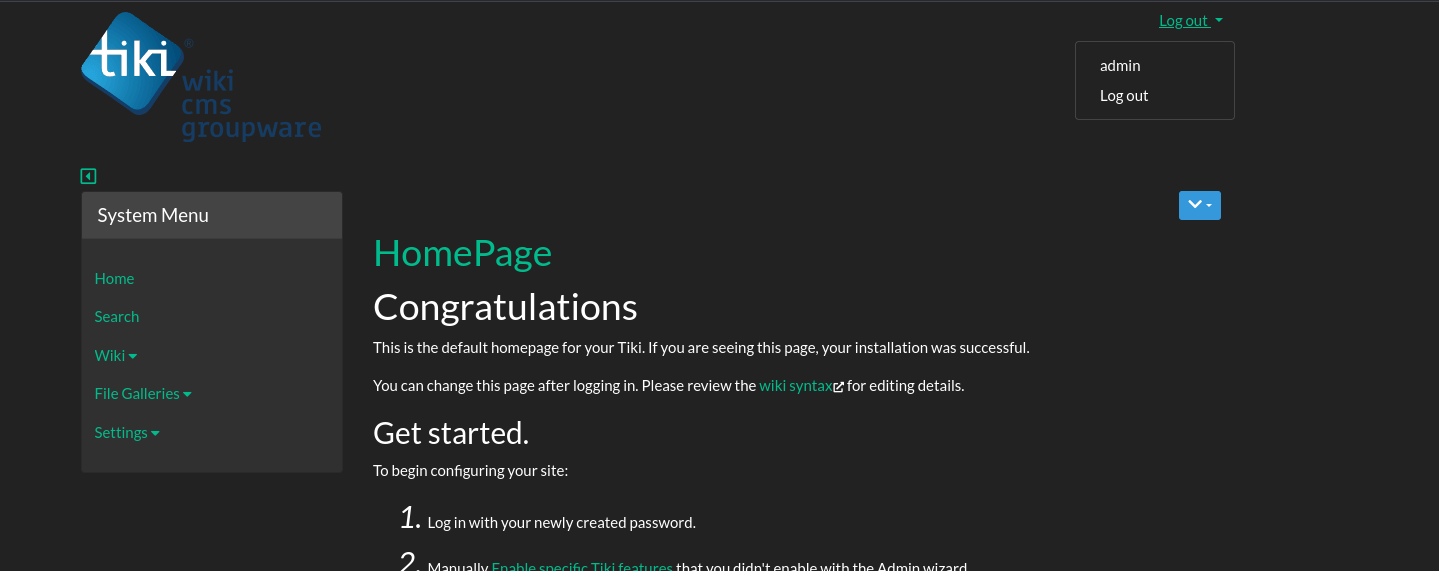 Log out
admin
Log out
tiki®
wiki
cms
groupware
System Menu
Home
Search
Wiki
File Galleries
Settings
HomePage
Congratulations
This is the default homepage for your Tiki. If you are seeing this page, your installation was successful.
You can change this page after logging in. Please review the wiki syntax for editing details.
Get started.
To begin configuring your site:
1. Log in with your newly created password.
2. Manually Enable specific Tiki features that you didn't enable with the Admin wizard.